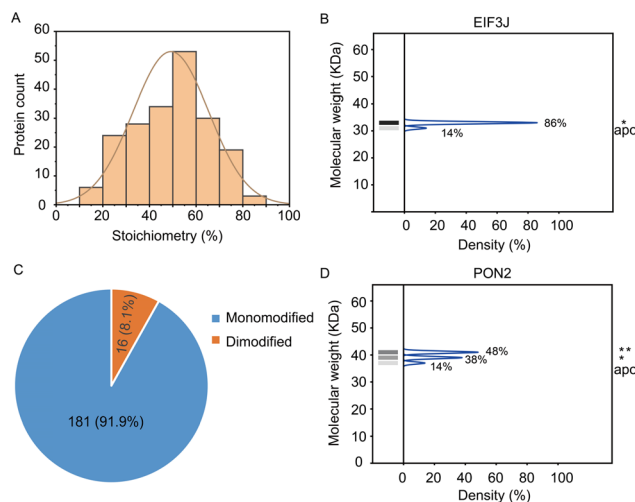 A
Protein count
60
50
40
30
20
10
0
0 20 40 60 80 100
Stoichiometry (%)
B
EIF3J
Molecular weight (KDa)
60
50
40
30
20
10
86%
14%
*
apo
0 20 40 60 80 100
Density (%)
C
16 (8.1%)
181 (91.9%)
Monomodified
Dimodified
D
PON2
Molecular weight (KDa)
60
50
40
30
20
10
0
48%
38%
14%
**
*
apo
0 20 40 60 80 100
Density (%)